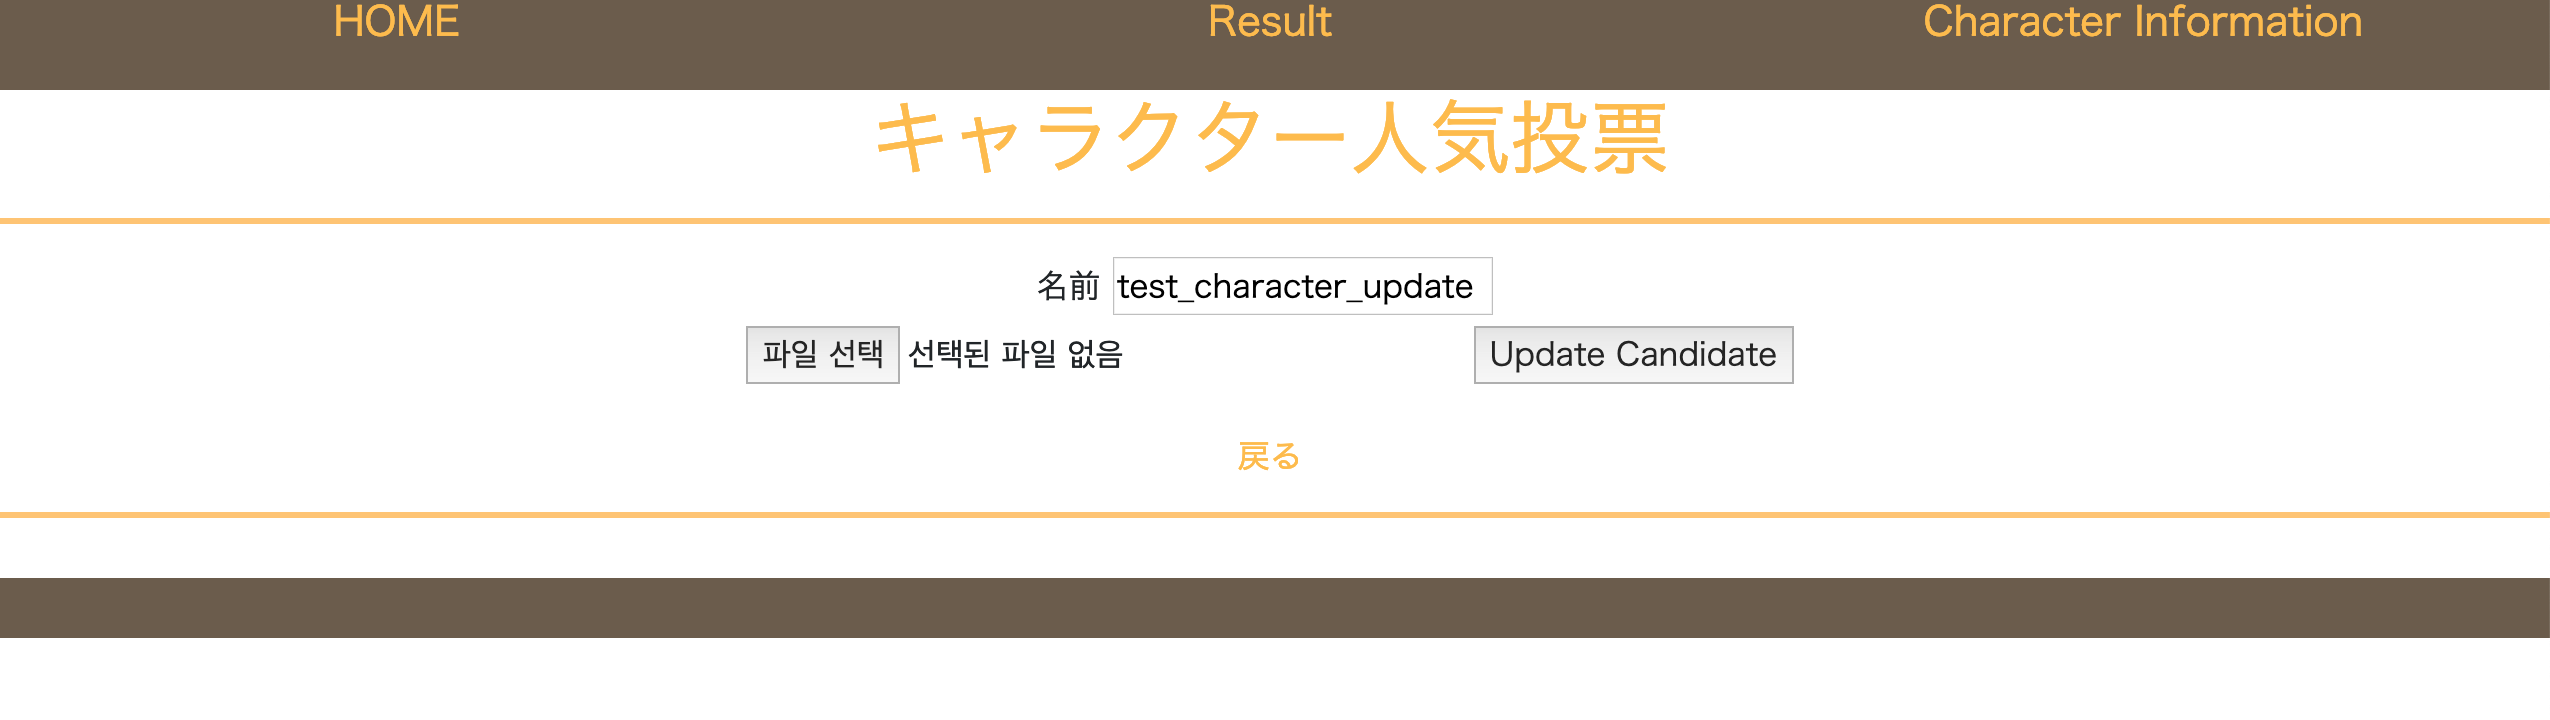 HOME Result Character Information
キャラクター人気投票
名前 test_character_update
파일 선택 선택된 파일 없음 Update Candidate
戻る